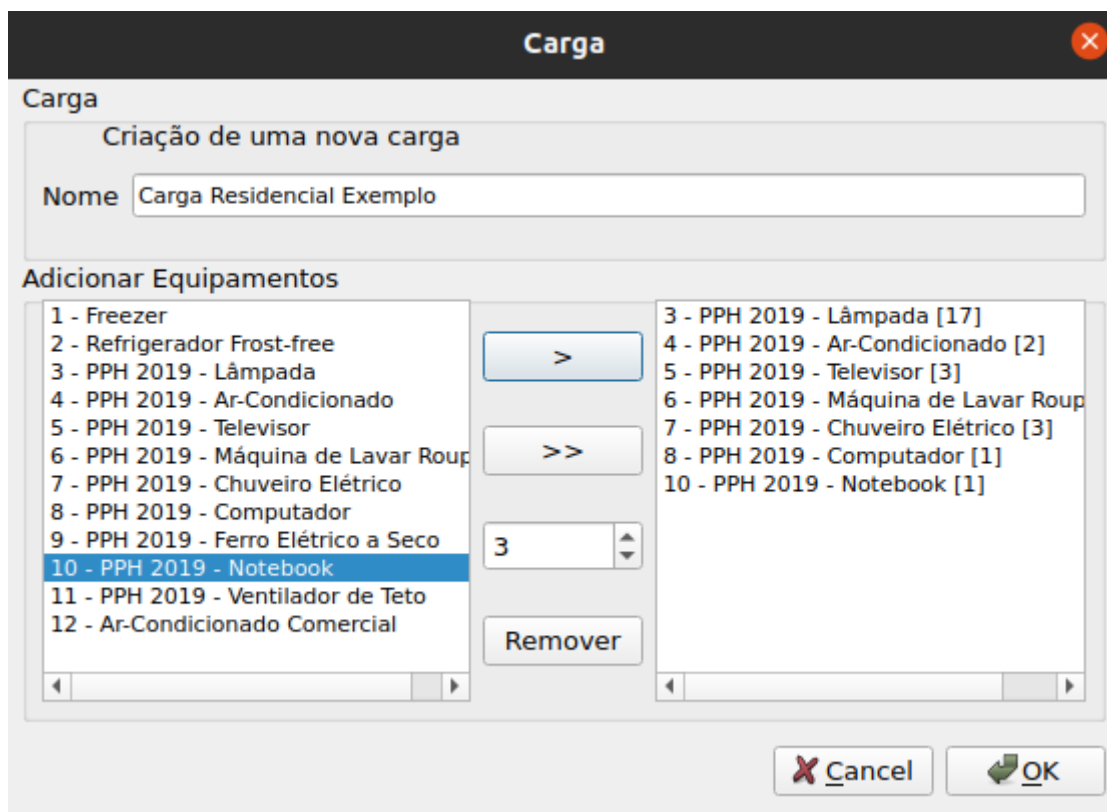 Carga
Carga
Criação de uma nova carga
Nome Carga Residencial Exemplo
Adicionar Equipamentos
1 - Freezer
2 - Refrigerador Frost-free
3 - PPH 2019 - Lâmpada
4 - PPH 2019 - Ar-Condicionado
5 - PPH 2019 - Televisor
6 - PPH 2019 - Máquina de Lavar Roup
7 - PPH 2019 - Chuveiro Elétrico
8 - PPH 2019 - Computador
9 - PPH 2019 - Ferro Elétrico a Seco
10 - PPH 2019 - Notebook
11 - PPH 2019 - Ventilador de Teto
12 - Ar-Condicionado Comercial
>
>>
3
Remover
3 - PPH 2019 - Lâmpada [17]
4 - PPH 2019 - Ar-Condicionado [2]
5 - PPH 2019 - Televisor [3]
6 - PPH 2019 - Máquina de Lavar Roup
7 - PPH 2019 - Chuveiro Elétrico [3]
8 - PPH 2019 - Computador [1]
10 - PPH 2019 - Notebook [1]
Cancel OK